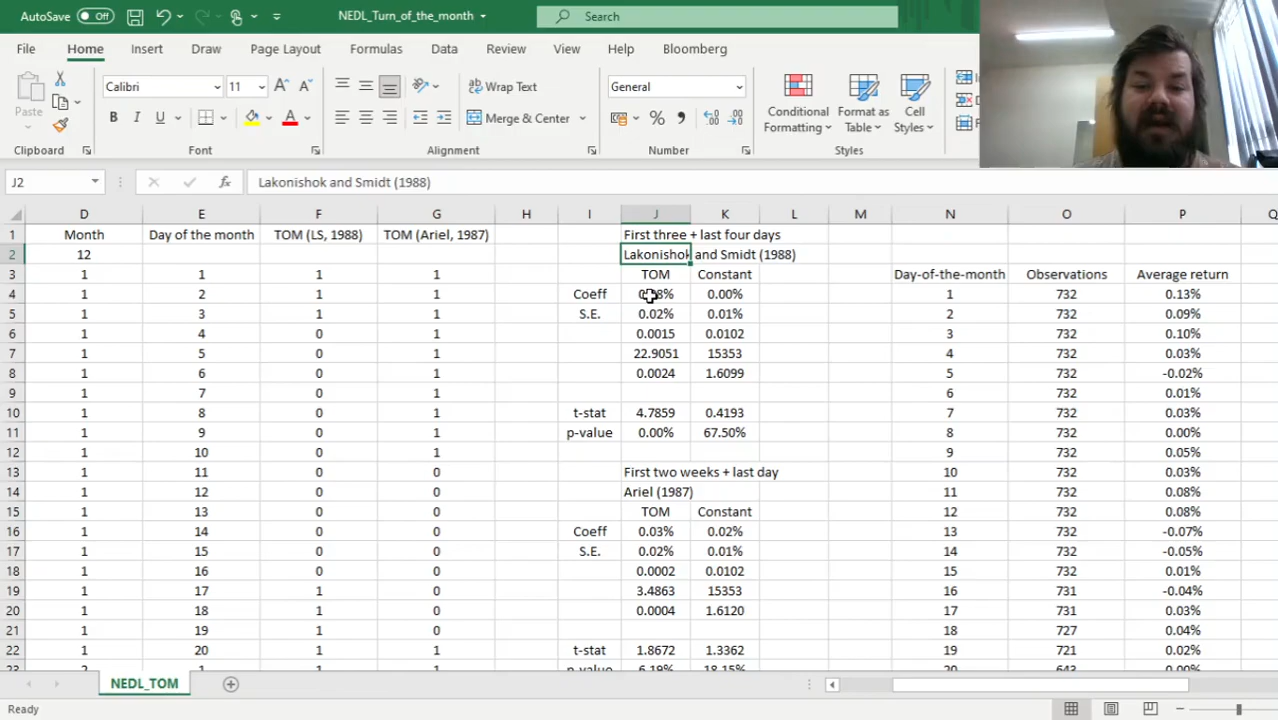 AutoSave Off NEDL_Turn_of_the_month Search
File Home Insert Draw Page Layout Formulas Data Review View Help Bloomberg
Paste Calibri 11 Wrap Text General Conditional Formatting Format as Table Cell Styles
Merge & Center
Clipboard Font Alignment Number Styles
J2 Lakonishok and Smidt (1988)
D E F G H I J K L M N O P Q
1 Month Day of the month TOM (LS, 1988) TOM (Ariel, 1987) First three + last four days
2 12 Lakonishok and Smidt (1988)
3 1 1 1 1 TOM Constant Day-of-the-month Observations Average return
4 1 2 1 1 Coeff 0.00% 1 732 0.13%
5 1 3 1 1 S.E. 0.02% 0.01% 2 732 0.09%
6 1 4 0 1 0.0015 0.0102 3 732 0.10%
7 1 5 0 1 22.9051 15353 4 732 0.03%
8 1 6 0 1 0.0024 1.6099 5 732 -0.02%
9 1 7 0 1 6 732 0.01%
10 1 8 0 1 t-stat 4.7859 0.4193 7 732 0.03%
11 1 9 0 1 p-value 0.00% 67.50% 8 732 0.00%
12 1 10 0 1 9 732 0.05%
13 1 11 0 0 First two weeks + last day 10 732 0.03%
14 1 12 0 0 Ariel (1987) 11 732 0.08%
15 1 13 0 0 TOM Constant 12 732 0.08%
16 1 14 0 0 Coeff 0.03% 0.02% 13 732 -0.07%
17 1 15 0 0 S.E. 0.02% 0.01% 14 732 -0.05%
18 1 16 0 0 0.0002 0.0102 15 732 0.01%
19 1 17 1 0 3.4863 15353 16 731 -0.04%
20 1 18 1 0 0.0004 1.6120 17 731 0.03%
21 1 19 1 0 18 727 0.04%
22 1 20 1 1 t-stat 1.8672 1.3362 19 721 0.02%
23 2 1 1 1 p-value 6.19% 18.15% 20 643 0.00%
NEDL_TOM
Ready